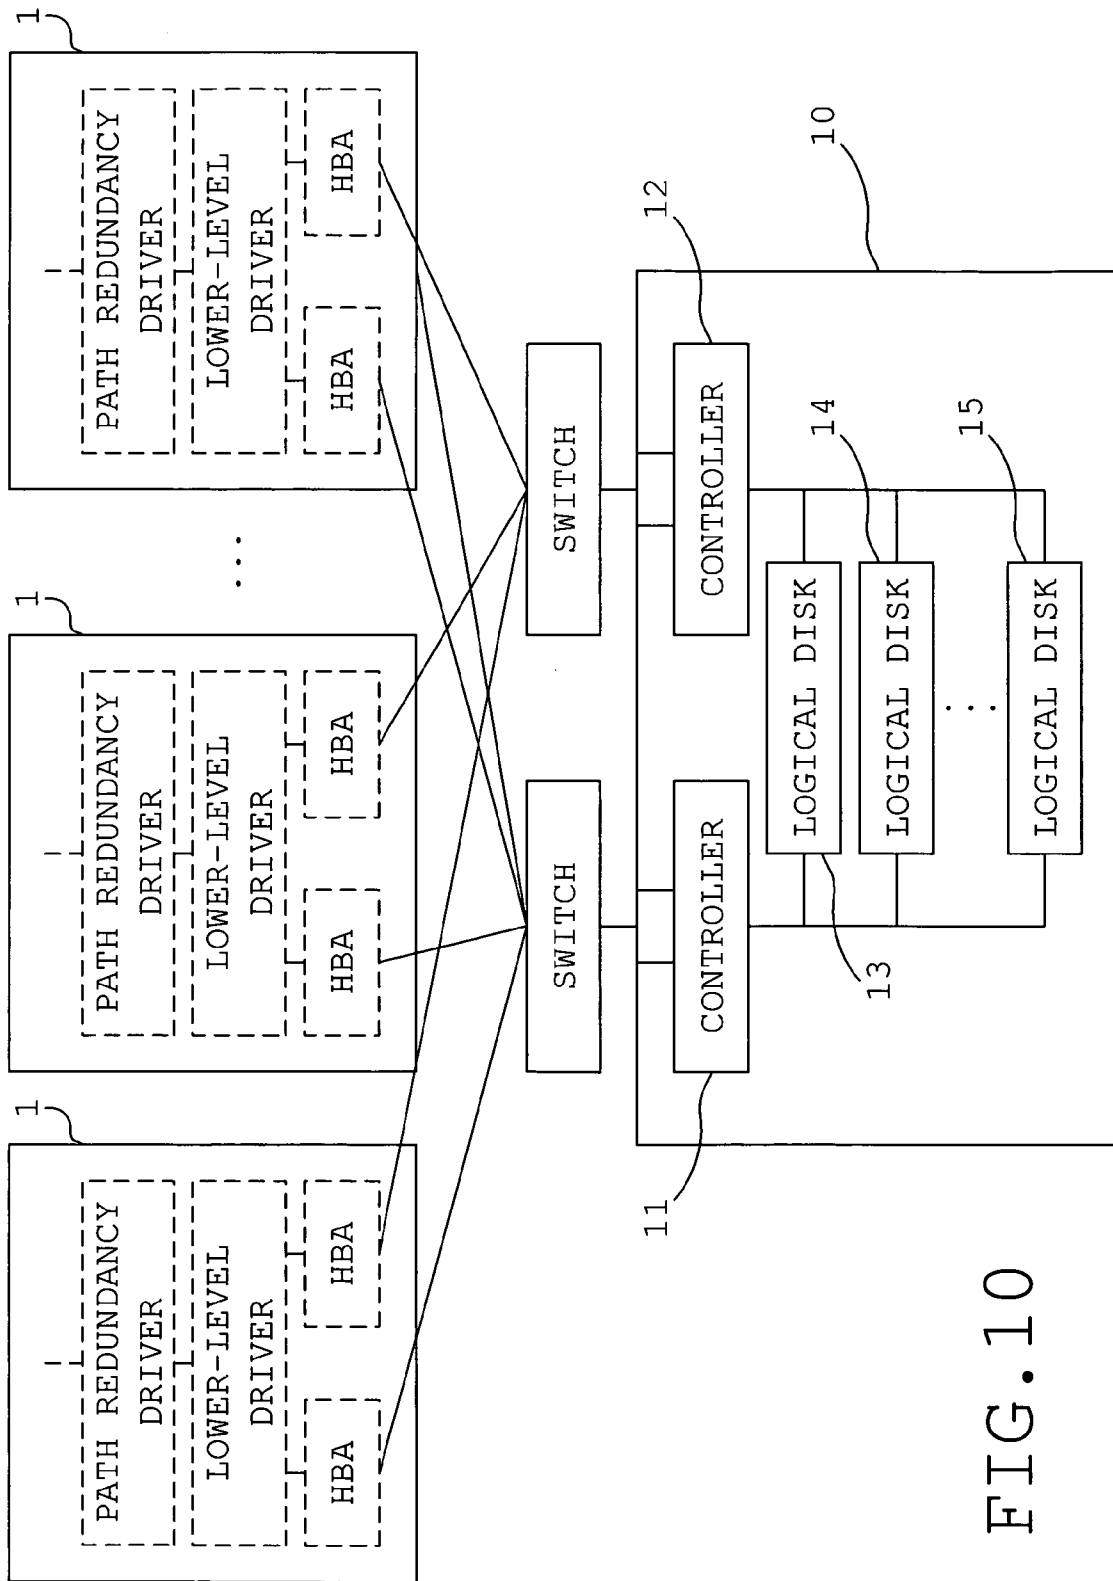 1
PATH REDUNDANCY
DRIVER
LOWER-LEVEL
DRIVER
HBA
HBA
1
PATH REDUNDANCY
DRIVER
LOWER-LEVEL
DRIVER
HBA
HBA
...
1
PATH REDUNDANCY
DRIVER
LOWER-LEVEL
DRIVER
HBA
HBA
SWITCH
SWITCH
11
CONTROLLER
CONTROLLER
12
10
13
LOGICAL DISK
LOGICAL DISK
14
...
LOGICAL DISK
15
FIG.10